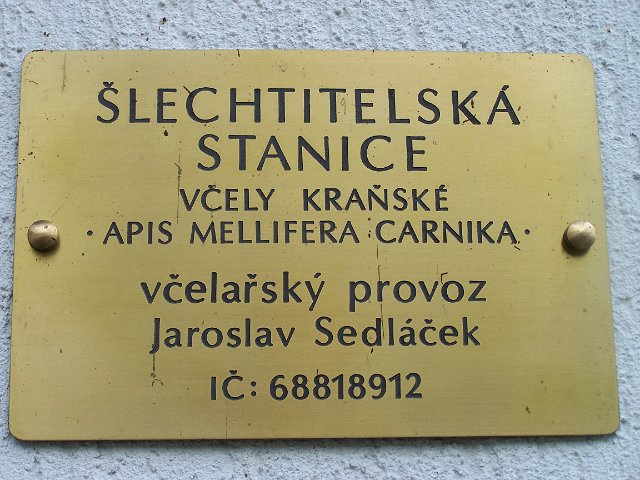 ŠLECHTITELSKÁ
STANICE
VČELY KRAŇSKÉ
· APIS MELLIFERA CARNIKA ·
včelařský provoz
Jaroslav Sedláček
IČ: 68818912